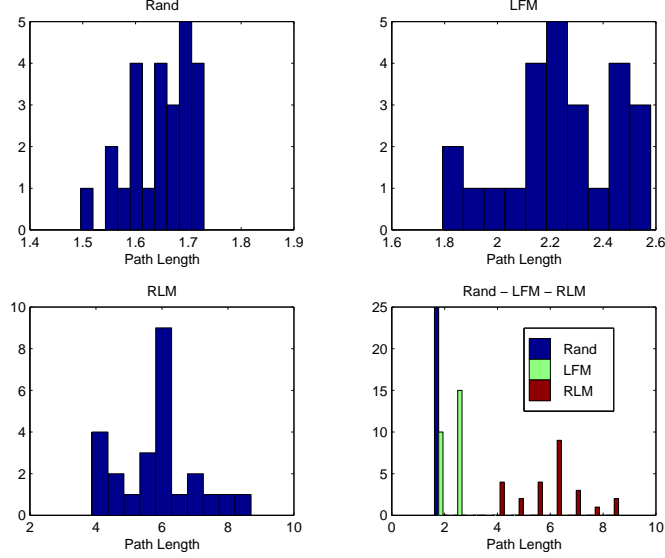 Rand
5
4
3
2
1
0
1.4 1.5 1.6 1.7 1.8 1.9
Path Length
LFM
5
4
3
2
1
0
1.6 1.8 2 2.2 2.4 2.6
Path Length
RLM
10
8
6
4
2
0
2 4 6 8 10
Path Length
Rand − LFM − RLM
25
20
15
10
5
0
Rand
LFM
RLM
0 2 4 6 8 10
Path Length